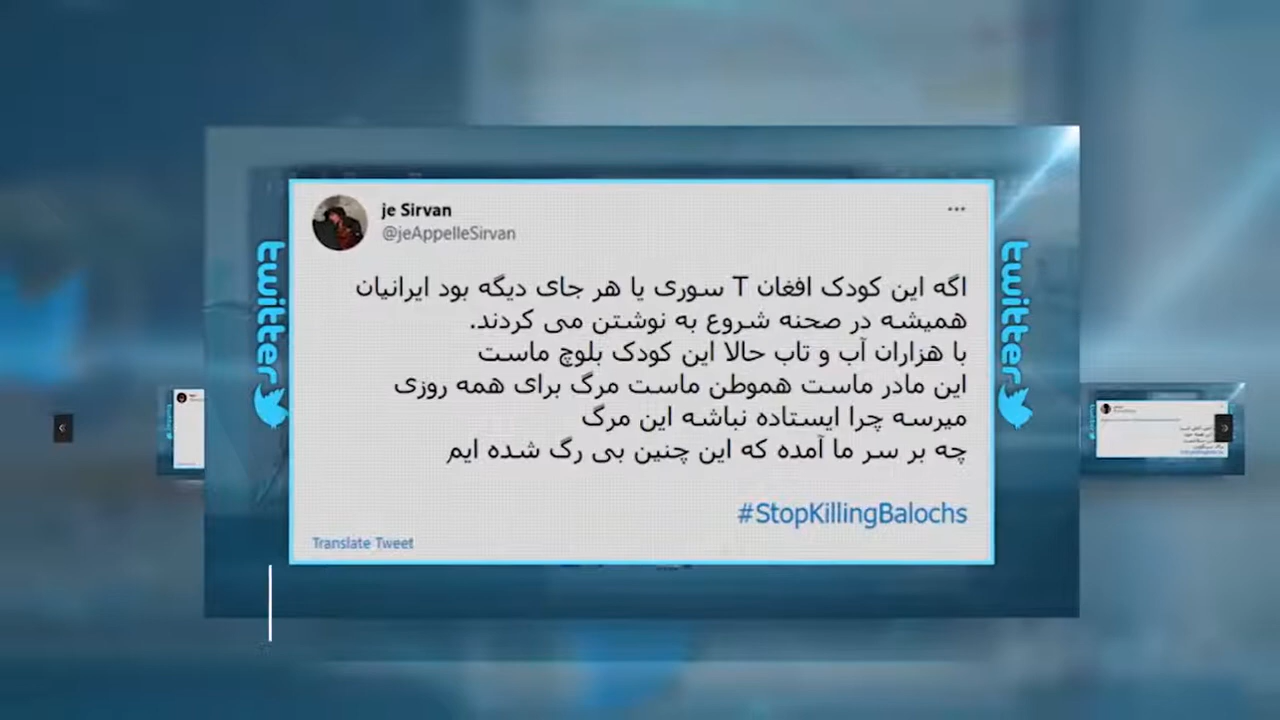 je Sirvan
@jeAppelleSirvan
اگه این کودک افغان T سوری یا هر جای دیگه بود ایرانیان
همیشه در صحنه شروع به نوشتن می کردند.
با هزاران آب و تاب حالا این کودک بلوچ ماست
این مادر ماست هموطن ماست مرگ برای همه روزی
میرسه چرا ایستاده نباشه این مرگ
چه بر سر ما آمده که این چنین بی رگ شده ایم
#StopKillingBalochs
Translate Tweet
twitter
twitter